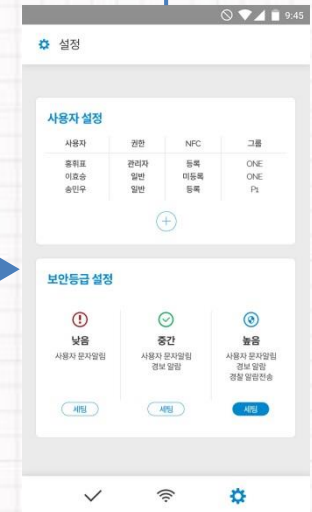 9:45
설정
사용자 설정
사용자 권한 NFC 그룹
홍휘표 관리자 등록 ONE
이효승 일반 미등록 ONE
송민우 일반 등록 P1
보안등급 설정
낮음 중간 높음
사용자 문자알림 사용자 문자알림 사용자 문자알림
경보 알람 경보 알람
경찰 알림전송
세팅 세팅 세팅